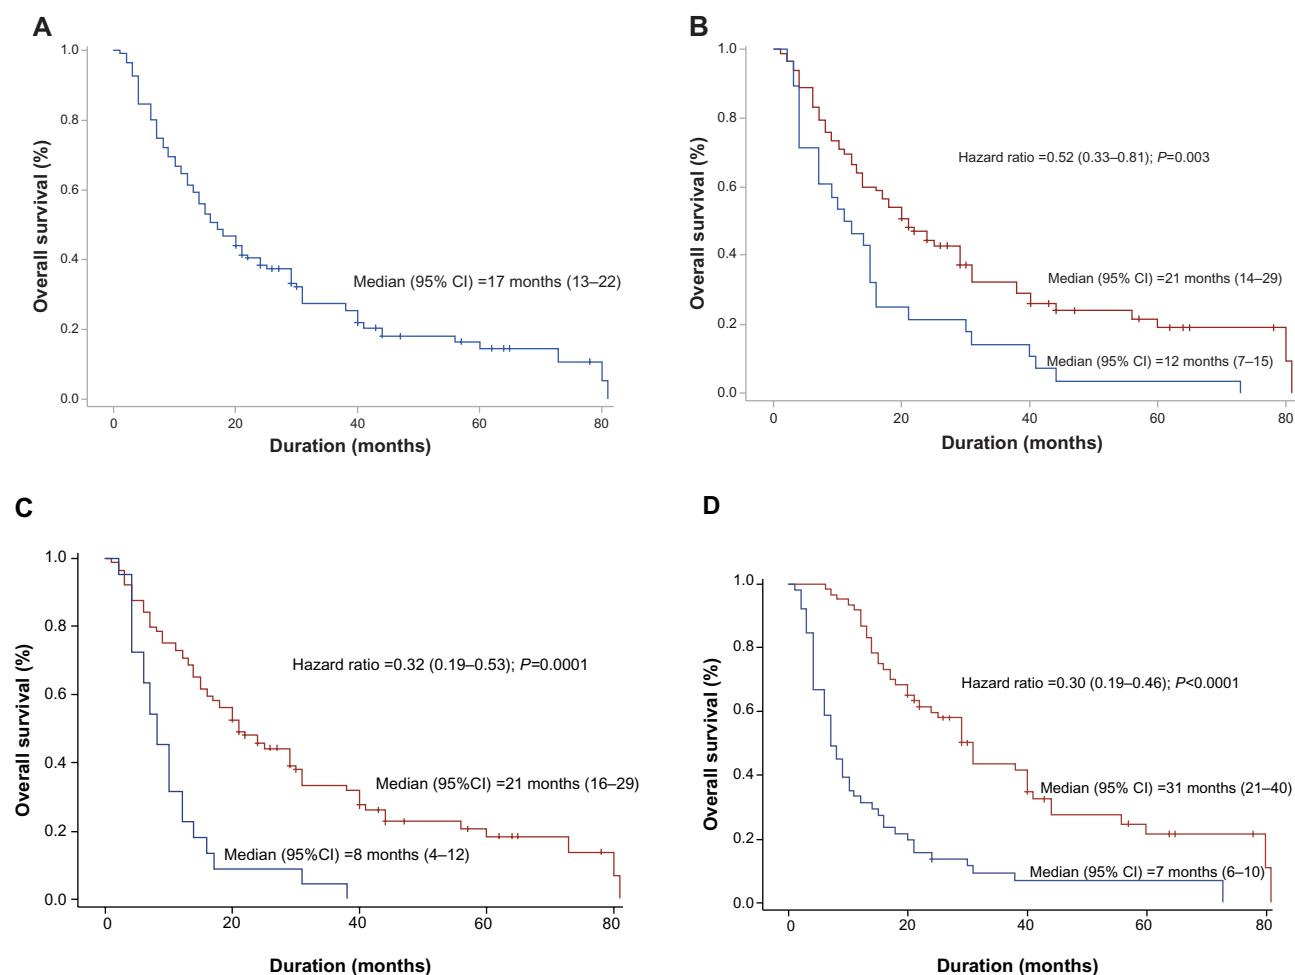 A
1.0
0.8
0.6
0.4
0.2
0.0
Overall survival (%)
Median (95% CI) =17 months (13–22)
0 20 40 60 80
Duration (months)
B
1.0
0.8
0.6
0.4
0.2
0.0
Overall survival (%)
Hazard ratio =0.52 (0.33–0.81); P=0.003
Median (95% CI) =21 months (14–29)
Median (95% CI) =12 months (7–15)
0 20 40 60 80
Duration (months)
C
1.0
0.8
0.6
0.4
0.2
0.0
Overall survival (%)
Hazard ratio =0.32 (0.19–0.53); P=0.0001
Median (95%CI) =21 months (16–29)
Median (95%CI) =8 months (4–12)
0 20 40 60 80
Duration (months)
D
1.0
0.8
0.6
0.4
0.2
0.0
Overall survival (%)
Hazard ratio =0.30 (0.19–0.46); P<0.0001
Median (95% CI) =31 months (21–40)
Median (95% CI) =7 months (6–10)
0 20 40 60 80
Duration (months)